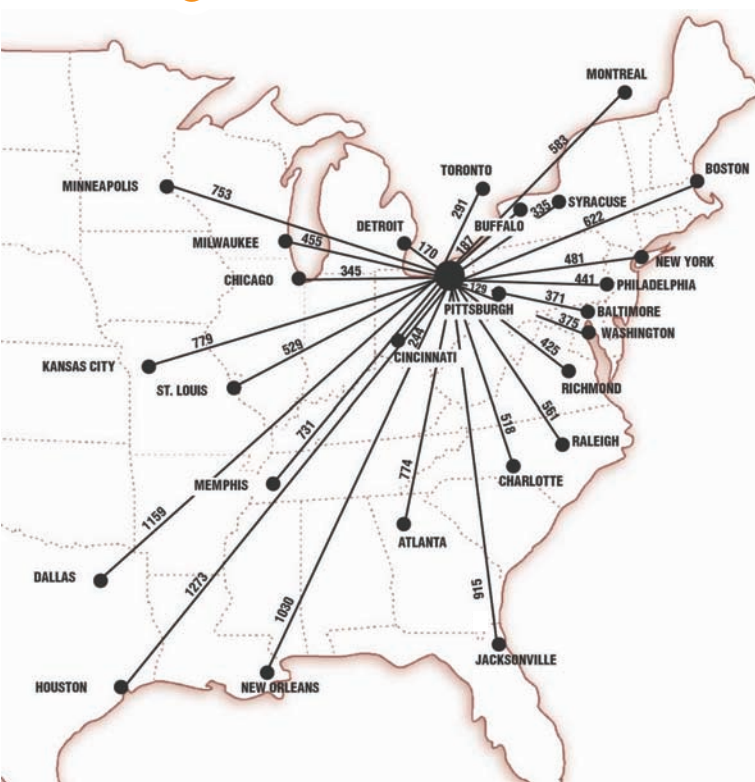 MONTREAL
583
TORONTO
BOSTON
MINNEAPOLIS
753
291
335
SYRACUSE
BUFFALO
622
DETROIT
187
MILWAUKEE
455
170
481
NEW YORK
CHICAGO
345
441
PHILADELPHIA
129
371
PITTSBURGH
BALTIMORE
375
WASHINGTON
779
529
244
CINCINNATI
425
KANSAS CITY
ST. LOUIS
RICHMOND
561
518
731
RALEIGH
774
MEMPHIS
CHARLOTTE
1159
ATLANTA
DALLAS
1273
915
1030
JACKSONVILLE
HOUSTON
NEW ORLEANS